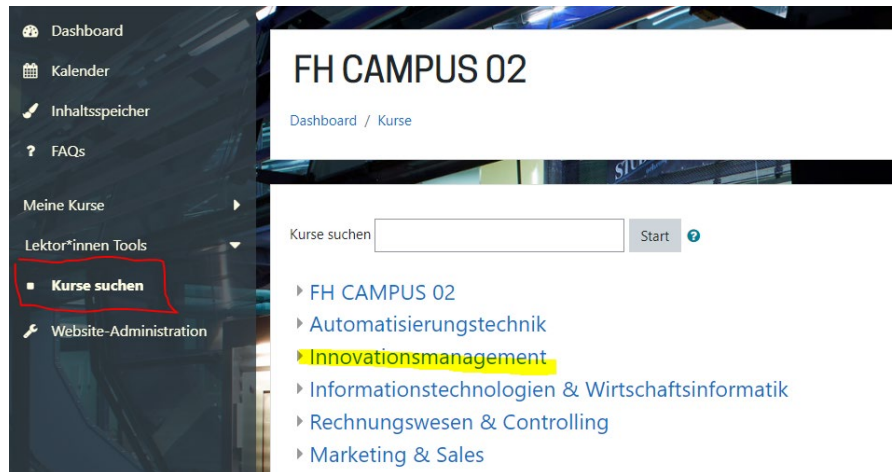 Dashboard
Kalender
Inhaltsspeicher
? FAQs
Meine Kurse
Lektor*innen Tools
Kurse suchen
Website-Administration
FH CAMPUS 02
Dashboard / Kurse
Kurse suchen Start ?
FH CAMPUS 02
Automatisierungstechnik
Innovationsmanagement
Informationstechnologien & Wirtschaftsinformatik
Rechnungswesen & Controlling
Marketing & Sales